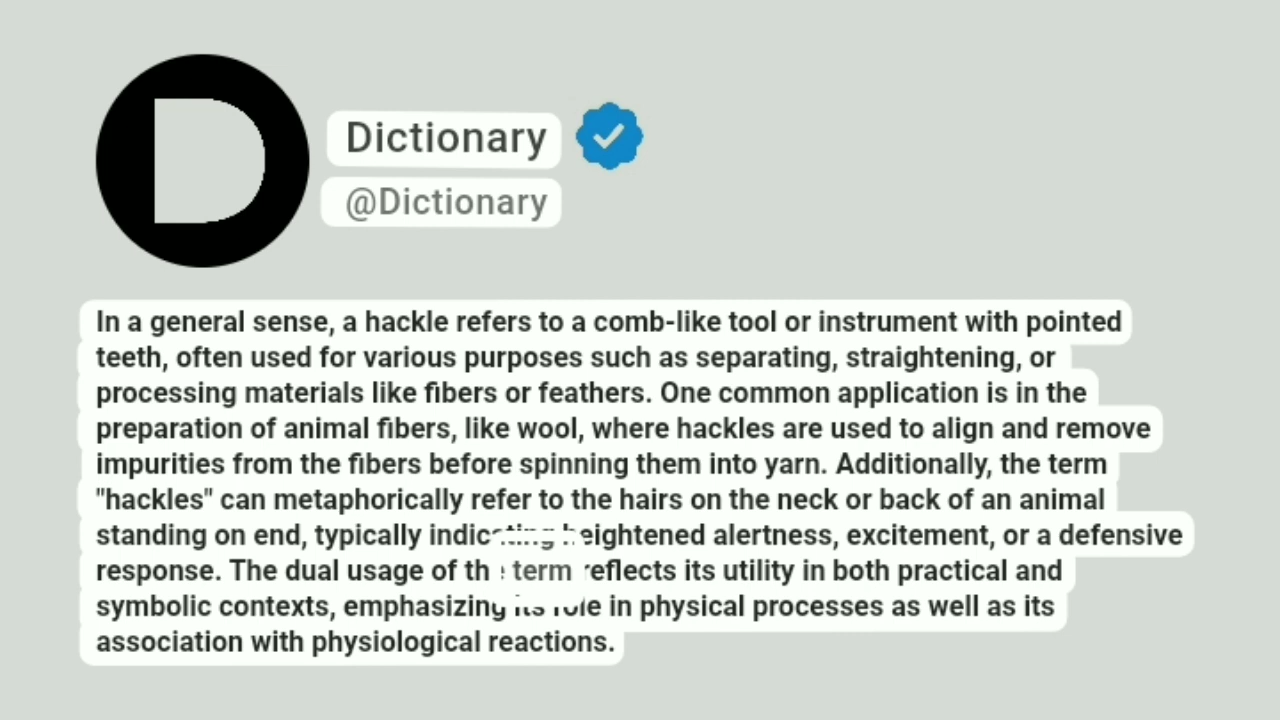 D
Dictionary
@Dictionary
In a general sense, a hackle refers to a comb-like tool or instrument with pointed
teeth, often used for various purposes such as separating, straightening, or
processing materials like fibers or feathers. One common application is in the
preparation of animal fibers, like wool, where hackles are used to align and remove
impurities from the fibers before spinning them into yarn. Additionally, the term
"hackles" can metaphorically refer to the hairs on the neck or back of an animal
standing on end, typically indicating heightened alertness, excitement, or a defensive
response. The dual usage of the term reflects its utility in both practical and
symbolic contexts, emphasizing its role in physical processes as well as its
association with physiological reactions.